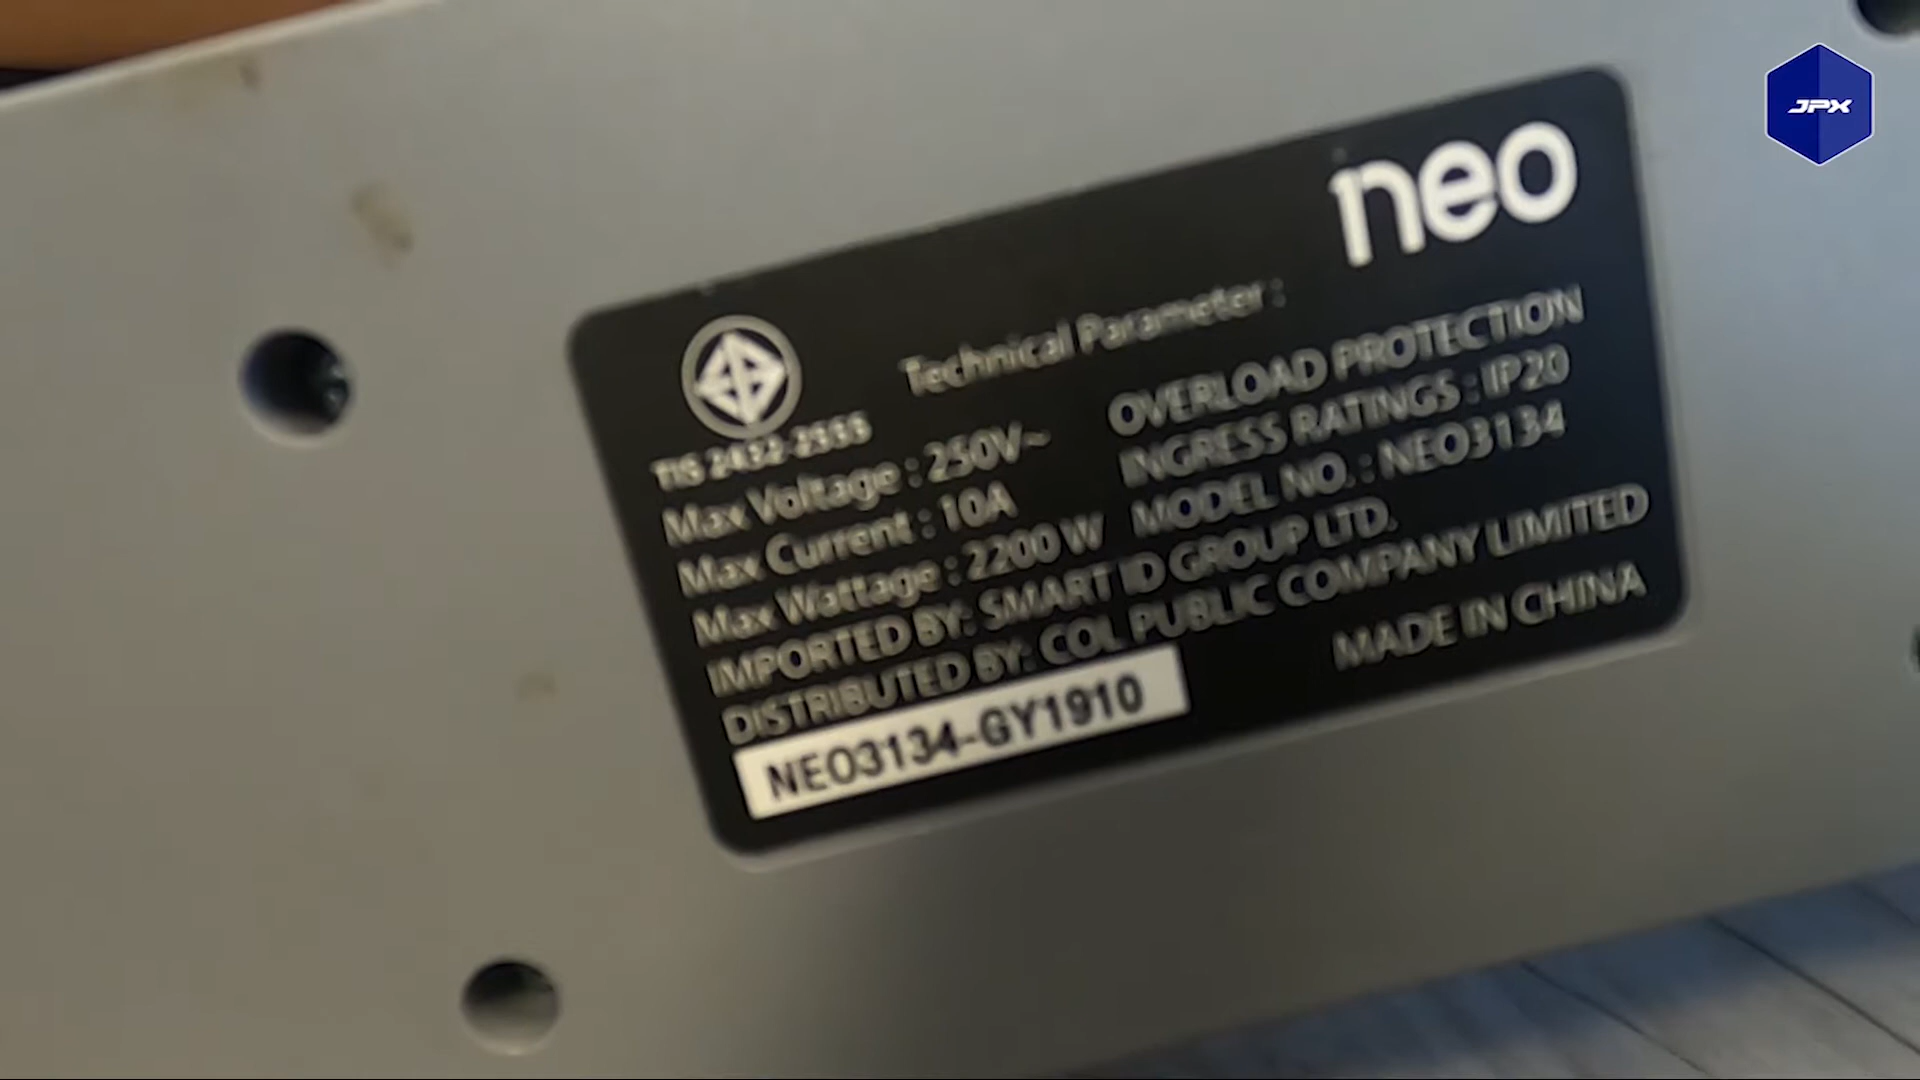 JPX
neo
Technical Parameter :
TIS 2432-2555
OVERLOAD PROTECTION
Max Voltage : 250V~
INGRESS RATINGS : IP20
Max Current : 10A
MODEL NO. : NEO3134
Max Wattage : 2200 W
IMPORTED BY: SMART ID GROUP LTD.
DISTRIBUTED BY: COL PUBLIC COMPANY LIMITED
MADE IN CHINA
NEO3134-GY1910